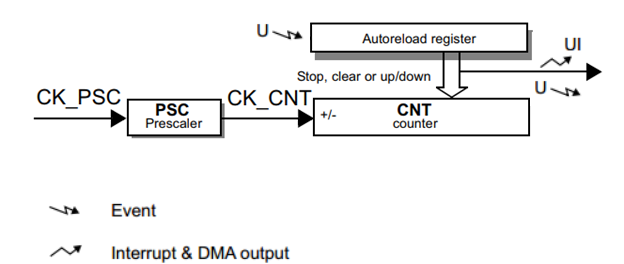 U
Autoreload register
UI
Stop, clear or up/down
U
CK_PSC
CK_CNT
PSC
Prescaler
+/-
CNT
counter
Event
Interrupt & DMA output